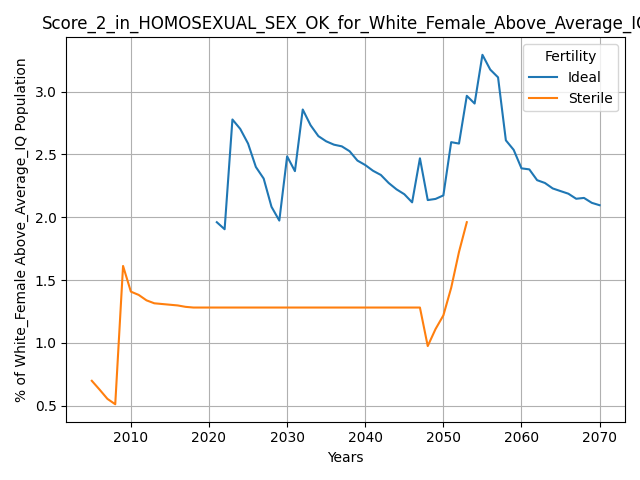 Score_2_in_HOMOSEXUAL_SEX_OK_for_White_Female_Above_Average_IQ
Fertility
Ideal
Sterile
% of White_Female Above_Average_IQ Population
3.0
2.5
2.0
1.5
1.0
0.5
2010 2020 2030 2040 2050 2060 2070
Years